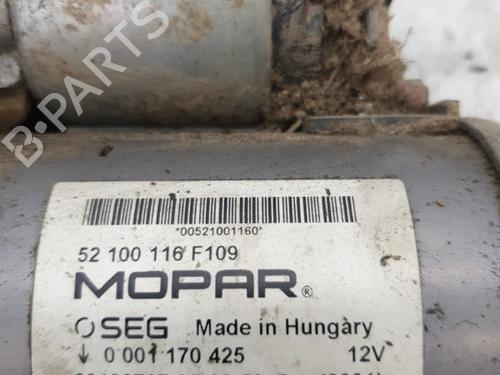 B-PARTS
*00521001160*
52 100 116 F109
MOPAR®
SEG Made in Hungary
0 001 170 425 12V